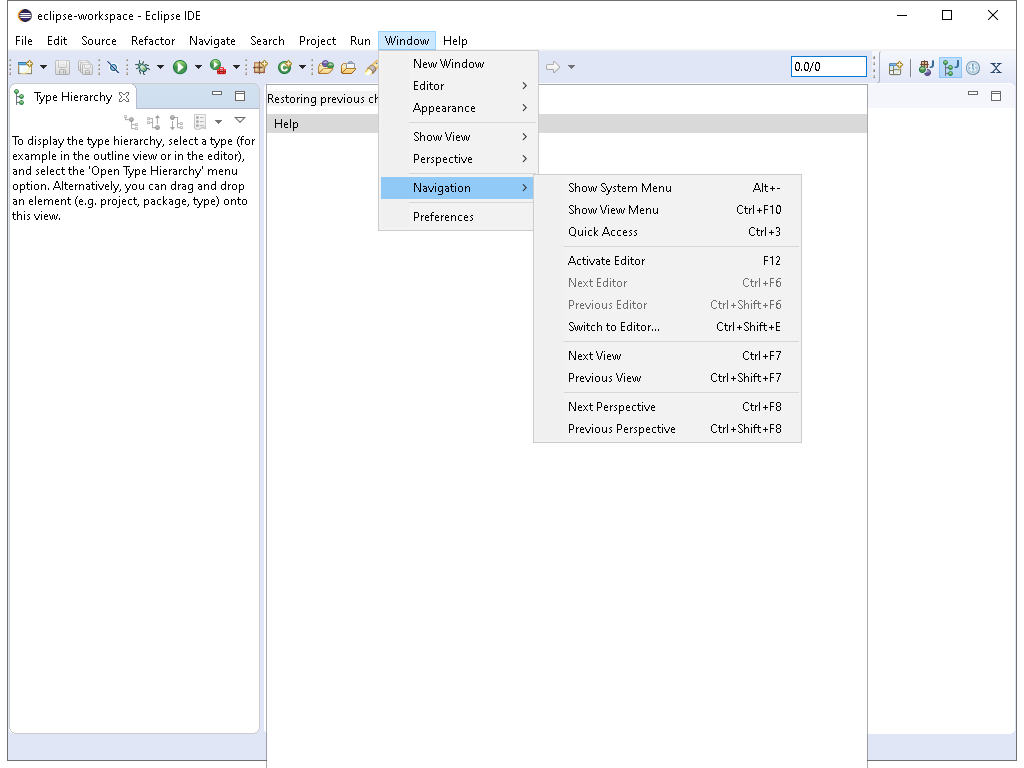 eclipse-workspace - Eclipse IDE
File Edit Source Refactor Navigate Search Project Run Window Help
0.0/0
X
Type Hierarchy
To display the type hierarchy, select a type (for
example in the outline view or in the editor),
and select the 'Open Type Hierarchy' menu
option. Alternatively, you can drag and drop
an element (e.g. project, package, type) onto
this view.
Restoring previous ch
Help
New Window
Editor
Appearance
Show View
Perspective
Navigation
Preferences
Show System Menu Alt+-
Show View Menu Ctrl+F10
Quick Access Ctrl+3
Activate Editor F12
Next Editor Ctrl+F6
Previous Editor Ctrl+Shift+F6
Switch to Editor... Ctrl+Shift+E
Next View Ctrl+F7
Previous View Ctrl+Shift+F7
Next Perspective Ctrl+F8
Previous Perspective Ctrl+Shift+F8